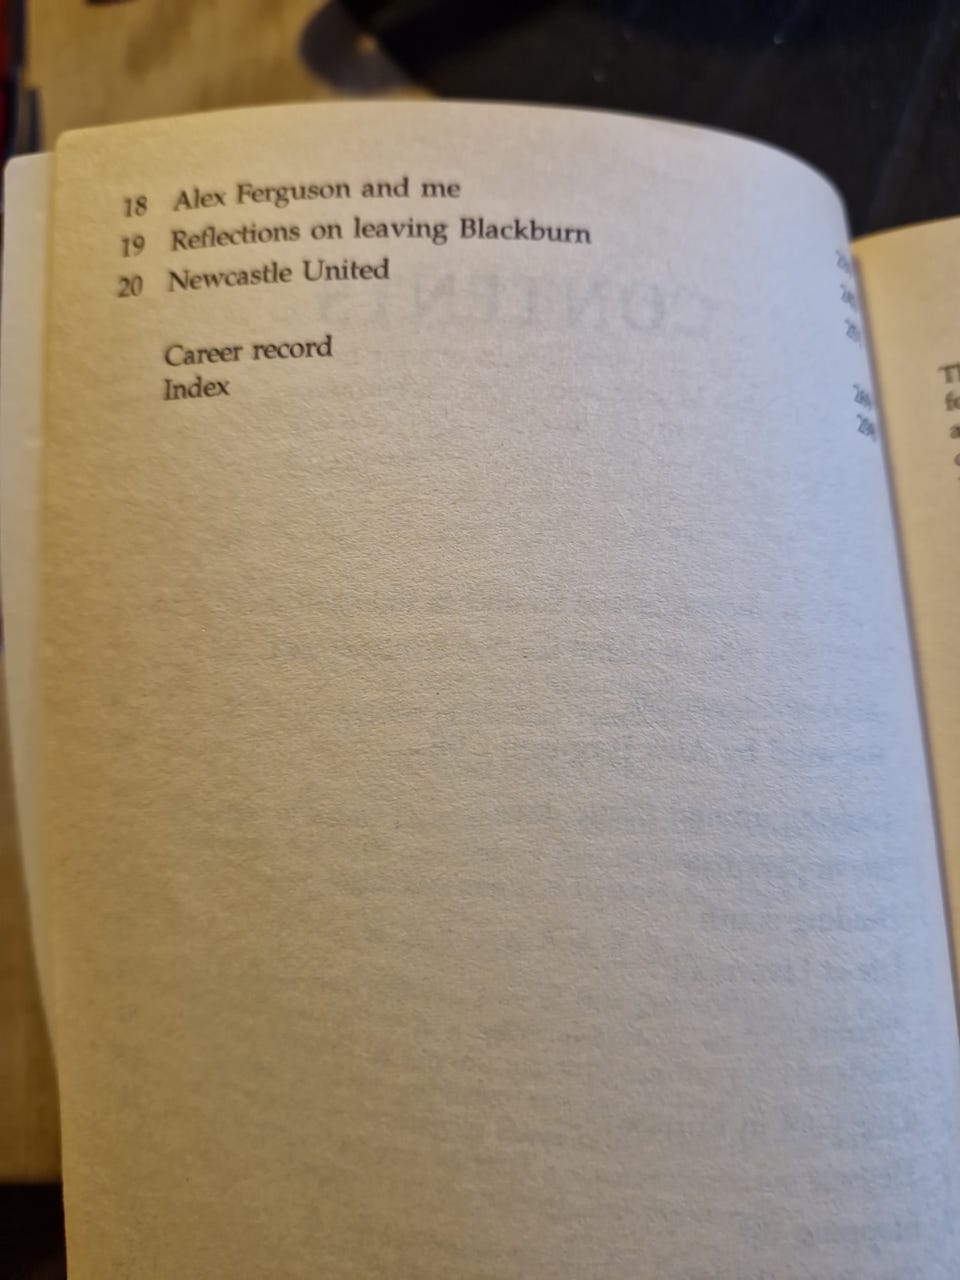 18 Alex Ferguson and me
19 Reflections on leaving Blackburn
20 Newcastle United
Career record
Index